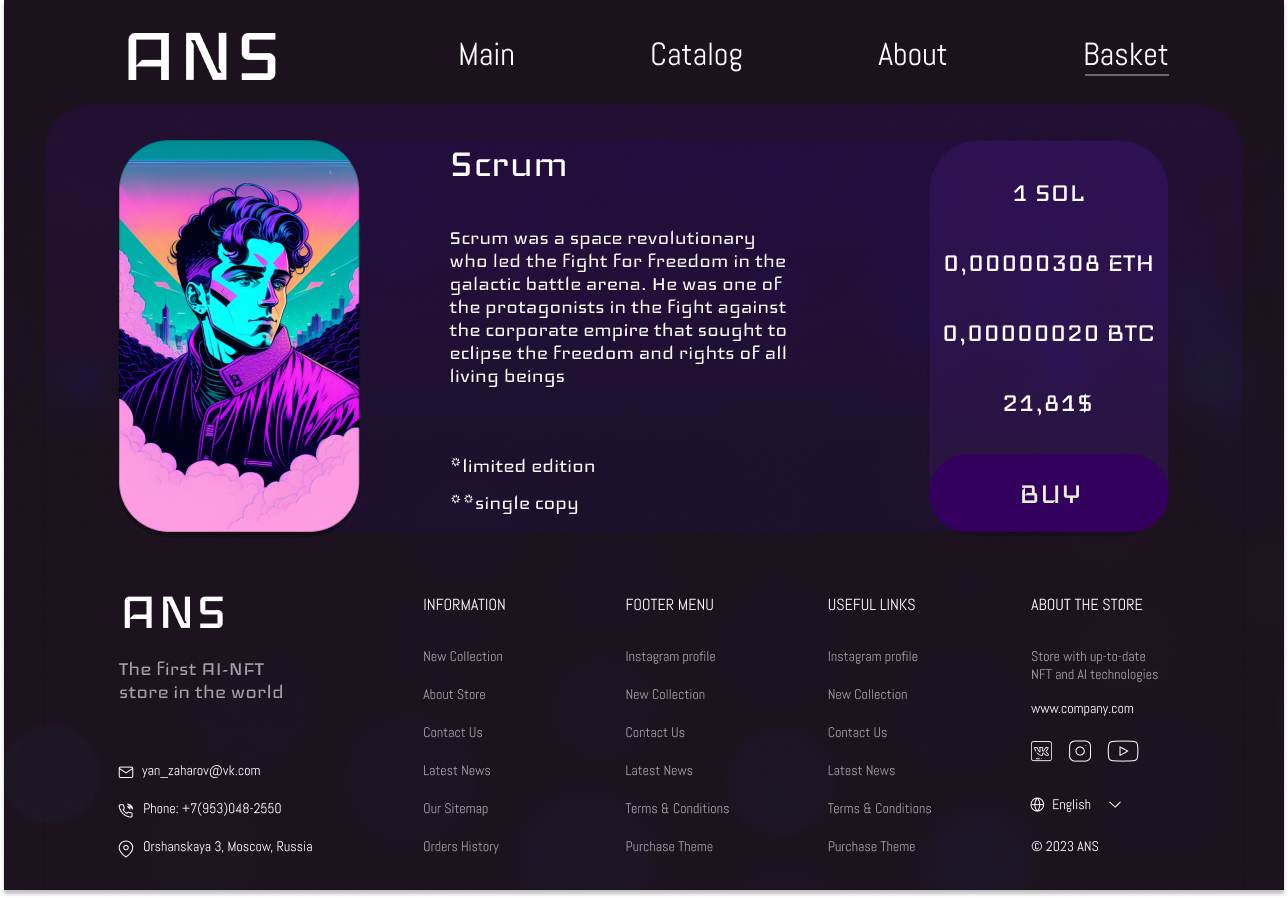 ANS
Main
Catalog
About
Basket
Scrum
Scrum was a space revolutionary
who led the fight for freedom in the
galactic battle arena. He was one of
the protagonists in the fight against
the corporate empire that sought to
eclipse the freedom and rights of all
living beings
*limited edition
**single copy
1 SOL
0,00000308 ETH
0,00000020 BTC
21,81$
BUY
ANS
The first AI-NFT
store in the world
yan_zaharov@vk.com
Phone: +7(953)048-2550
Orshanskaya 3, Moscow, Russia
INFORMATION
New Collection
About Store
Contact Us
Latest News
Our Sitemap
Orders History
FOOTER MENU
Instagram profile
New Collection
Contact Us
Latest News
Terms & Conditions
Purchase Theme
USEFUL LINKS
Instagram profile
New Collection
Contact Us
Latest News
Terms & Conditions
Purchase Theme
ABOUT THE STORE
Store with up-to-date
NFT and AI technologies
www.company.com
English
© 2023 ANS